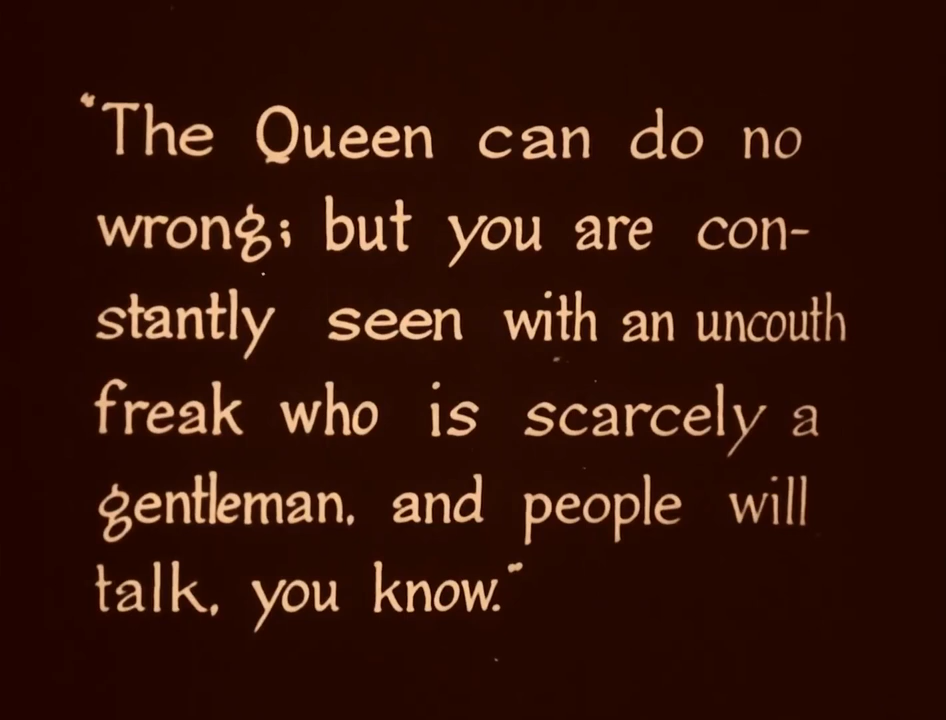 "The Queen can do no
wrong; but you are con-
stantly seen with an uncouth
freak who is scarcely a
gentleman, and people will
talk, you know."